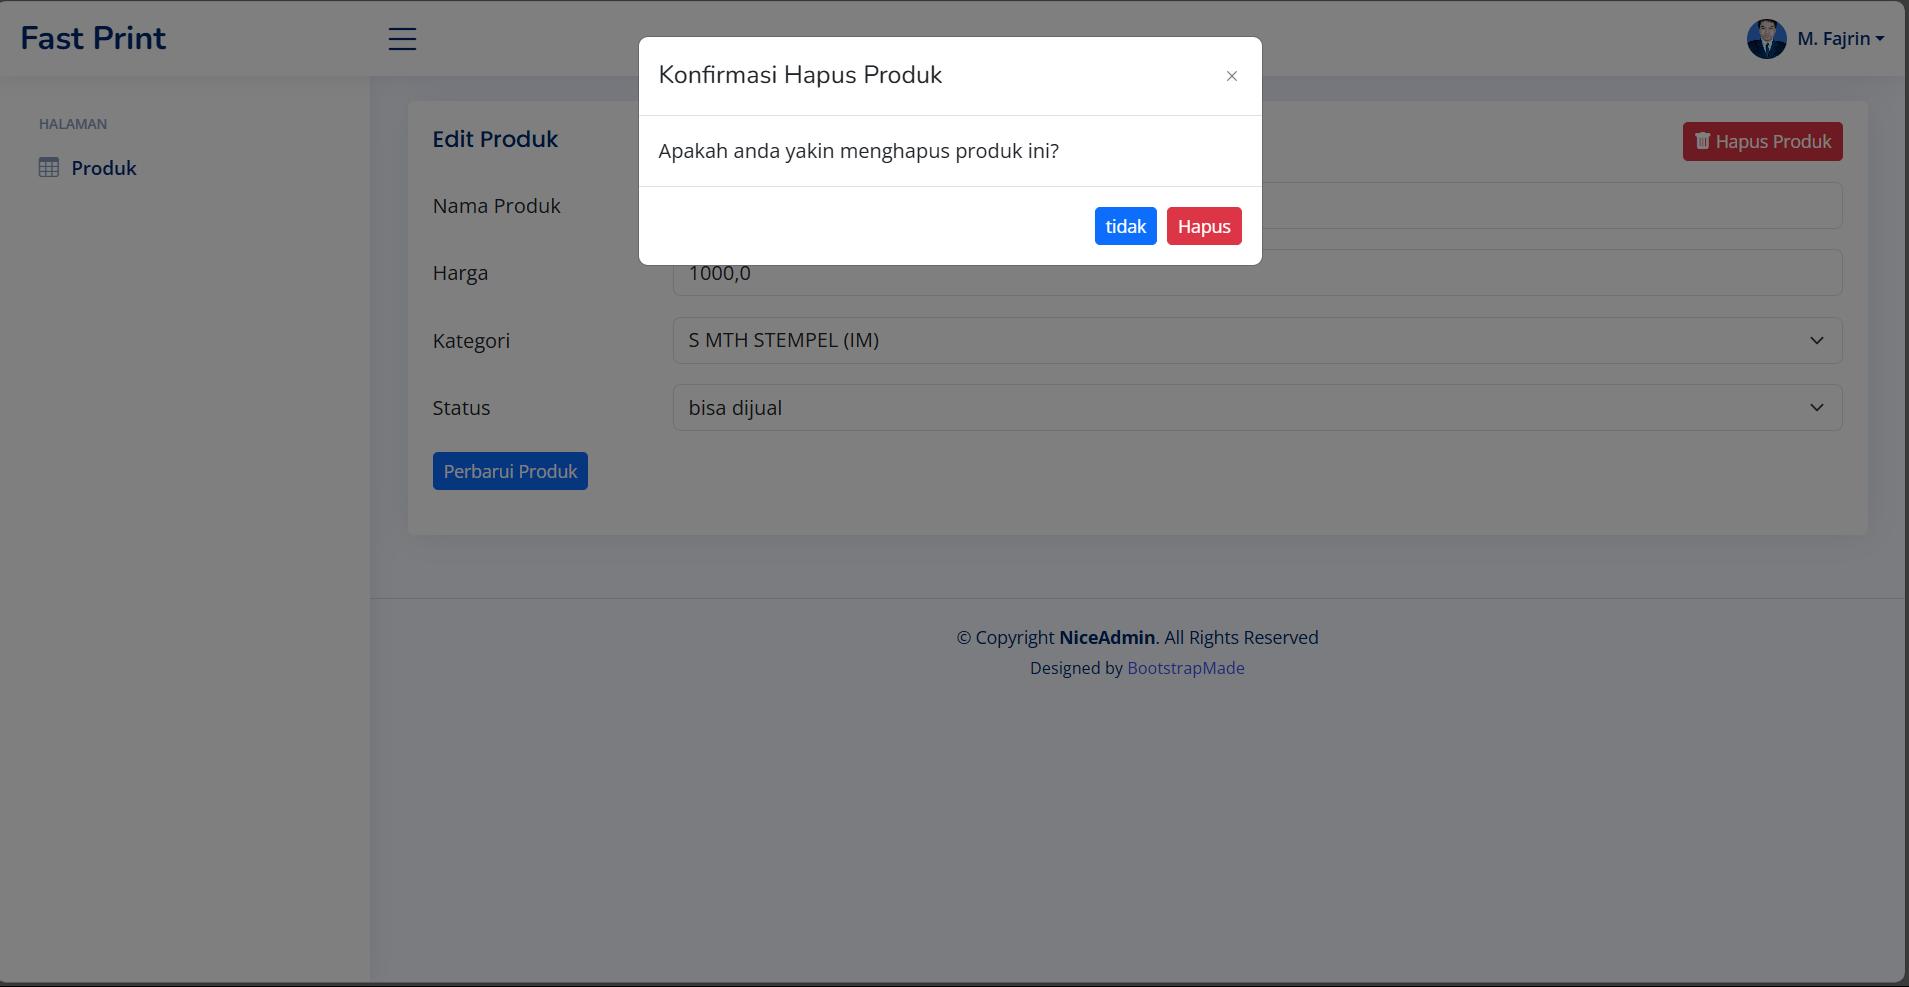 Fast Print
M. Fajrin
Konfirmasi Hapus Produk
Apakah anda yakin menghapus produk ini?
tidak
Hapus
HALAMAN
Produk
Edit Produk
Hapus Produk
Nama Produk
Harga
1000,0
Kategori
S MTH STEMPEL (IM)
Status
bisa dijual
Perbarui Produk
© Copyright NiceAdmin. All Rights Reserved
Designed by BootstrapMade